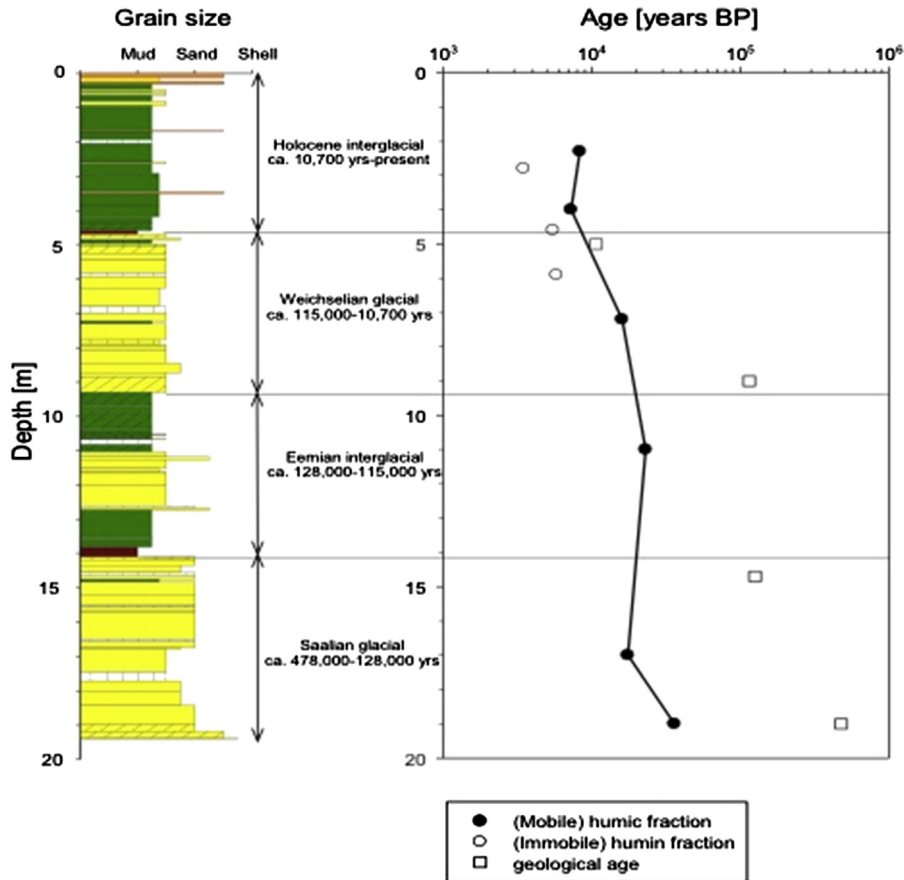 Grain size
Mud Sand Shell
0
5
10
15
20
Depth [m]
Holocene interglacial
ca. 10,700 yrs-present
Weichselian glacial
ca. 115,000-10,700 yrs
Eemian interglacial
ca. 128,000-115,000 yrs
Saalian glacial
ca. 478,000-128,000 yrs
Age [years BP]
10³ 10⁴ 10⁵ 10⁶
0
5
10
15
20
(Mobile) humic fraction
(Immobile) humin fraction
geological age